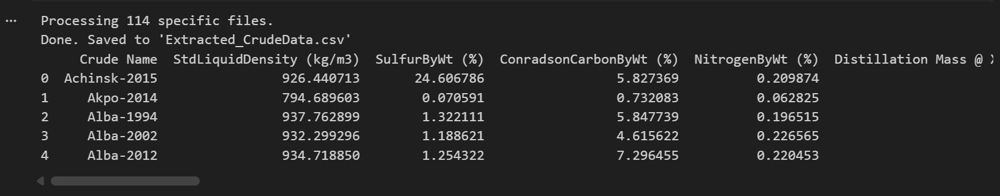 Processing 114 specific files.
Done. Saved to 'Extracted_CrudeData.csv'
Crude Name StdLiquidDensity (kg/m3) SulfurByWt (%) ConradsonCarbonByWt (%) NitrogenByWt (%) Distillation Mass @
0 Achinsk-2015 926.440713 24.606786 5.827369 0.209874
1 Akpo-2014 794.689603 0.070591 0.732083 0.062825
2 Alba-1994 937.762899 1.322111 5.847739 0.196515
3 Alba-2002 932.299296 1.188621 4.615622 0.226565
4 Alba-2012 934.718850 1.254322 7.296455 0.220453